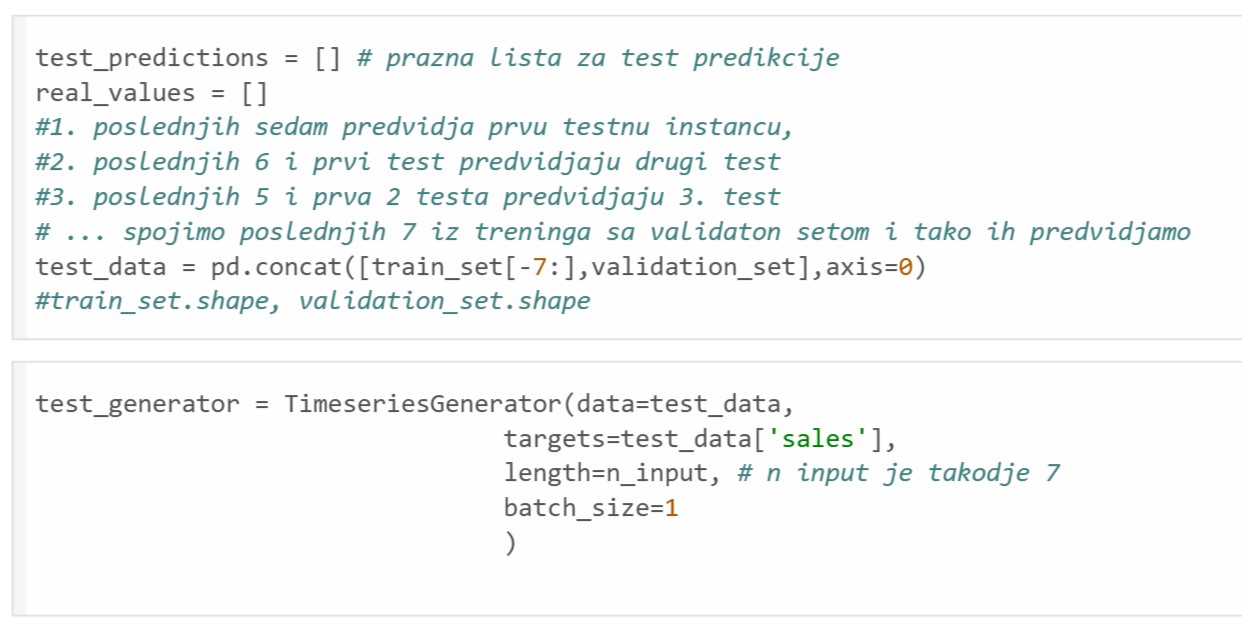 test_predictions = [] # prazna lista za test predikcije
real_values = []
#1. poslednjih sedam predvidja prvu testnu instancu,
#2. poslednjih 6 i prvi test predvidjaju drugi test
#3. poslednjih 5 i prva 2 testa predvidjaju 3. test
# ... spojimo poslednjih 7 iz treninga sa validaton setom i tako ih predvidjamo
test_data = pd.concat([train_set[-7:],validation_set],axis=0)
#train_set.shape, validation_set.shape
test_generator = TimeseriesGenerator(data=test_data,
targets=test_data['sales'],
length=n_input, # n input je takodje 7
batch_size=1
)